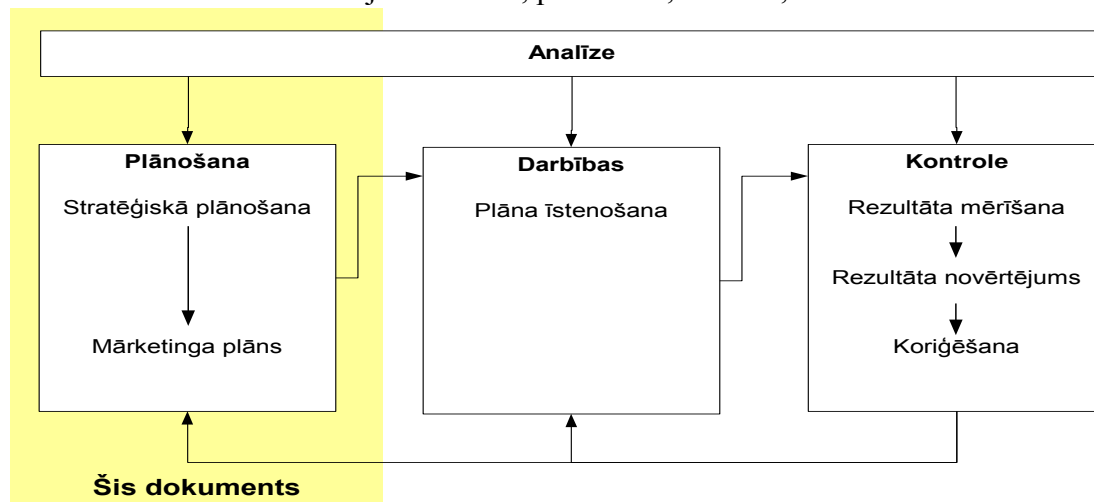 Analīze
Plānošana
Stratēģiskā plānošana
Mārketinga plāns
Darbības
Plāna īstenošana
Kontrole
Rezultāta mērīšana
Rezultāta novērtējums
Koriģēšana
Šis dokuments